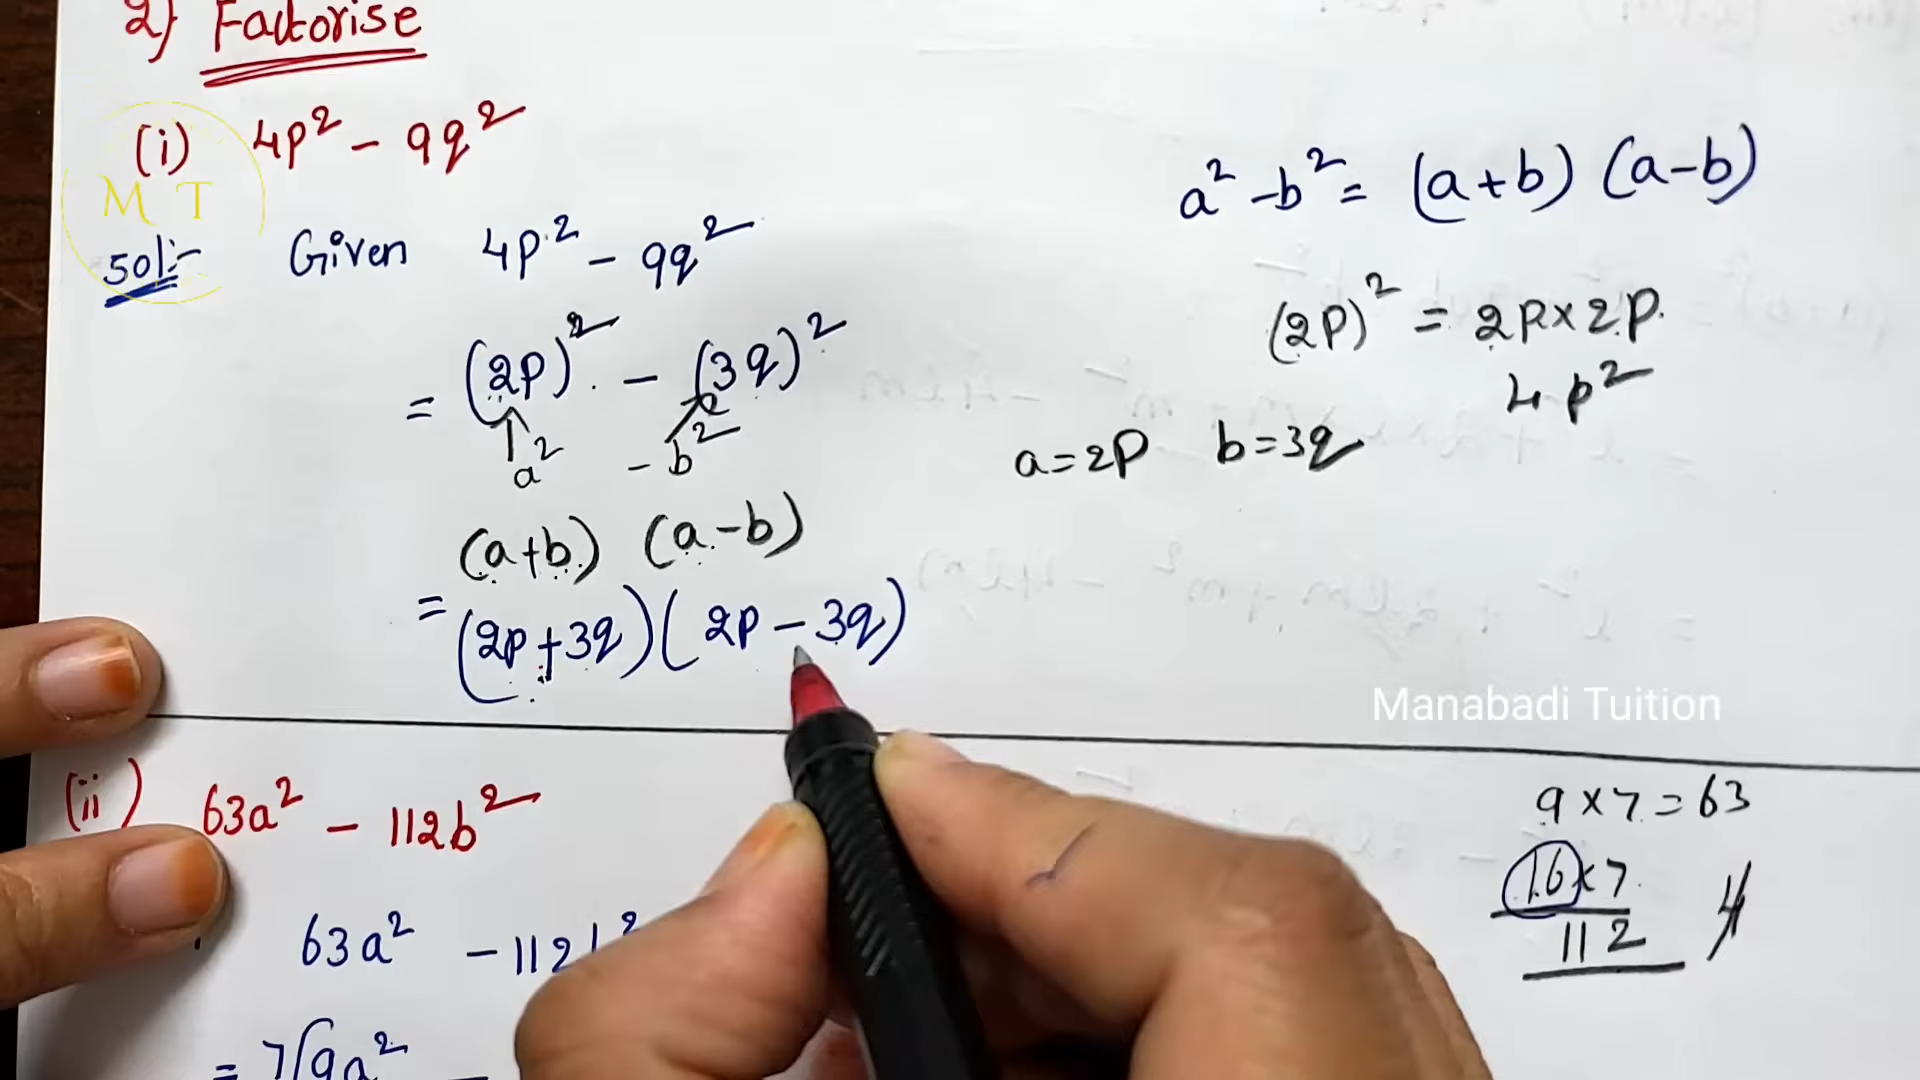 2) Factorise
(i) 4p² - 9q²
M T
Sol:- Given 4p² - 9q²
= (2p)² - (3q)²
a² - b²
(a+b) (a-b)
= (2p+3q)(2p-3q)
a² - b² = (a+b) (a-b)
(2p)² = 2p×2p
4p²
a=2p b=3q
Manabadi Tuition
(ii) 63a² - 112b²
63a² - 112
= 7(9a² -
9×7=63
16×7
112